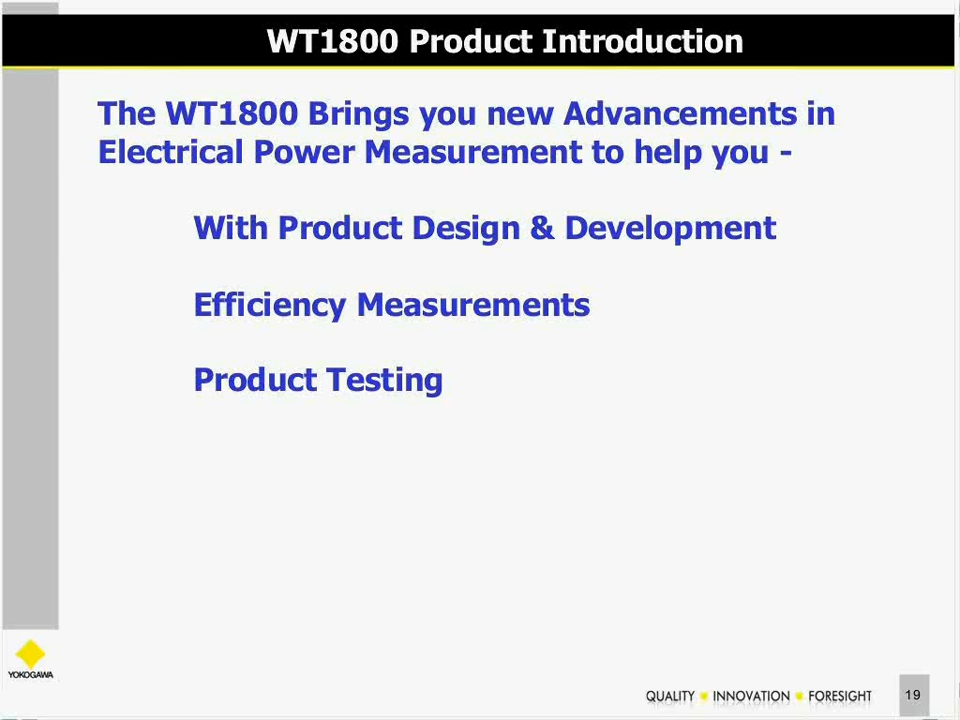 WT1800 Product Introduction
The WT1800 Brings you new Advancements in
Electrical Power Measurement to help you -
With Product Design & Development
Efficiency Measurements
Product Testing
YOKOGAWA
QUALITY ■ INNOVATION ■ FORESIGHT
19